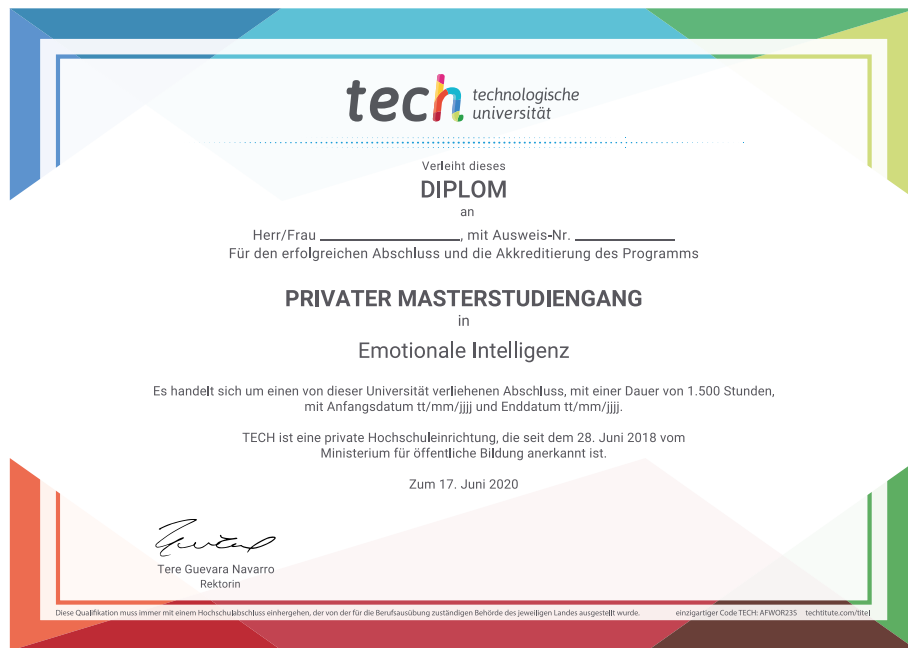 tech technologische
universität
Verleiht dieses
DIPLOM
an
Herr/Frau ____________________, mit Ausweis-Nr. ______________
Für den erfolgreichen Abschluss und die Akkreditierung des Programms
PRIVATER MASTERSTUDIENGANG
in
Emotionale Intelligenz
Es handelt sich um einen von dieser Universität verliehenen Abschluss, mit einer Dauer von 1.500 Stunden,
mit Anfangsdatum tt/mm/jjjj und Enddatum tt/mm/jjjj.
TECH ist eine private Hochschuleinrichtung, die seit dem 28. Juni 2018 vom
Ministerium für öffentliche Bildung anerkannt ist.
Zum 17. Juni 2020
Tere Guevara Navarro
Rektorin
Diese Qualifikation muss immer mit einem Hochschulabschluss einhergehen, der von der für die Berufsausübung zuständigen Behörde des jeweiligen Landes ausgestellt wurde. einzigartiger Code TECH: AFWOR23S techtitute.com/titel